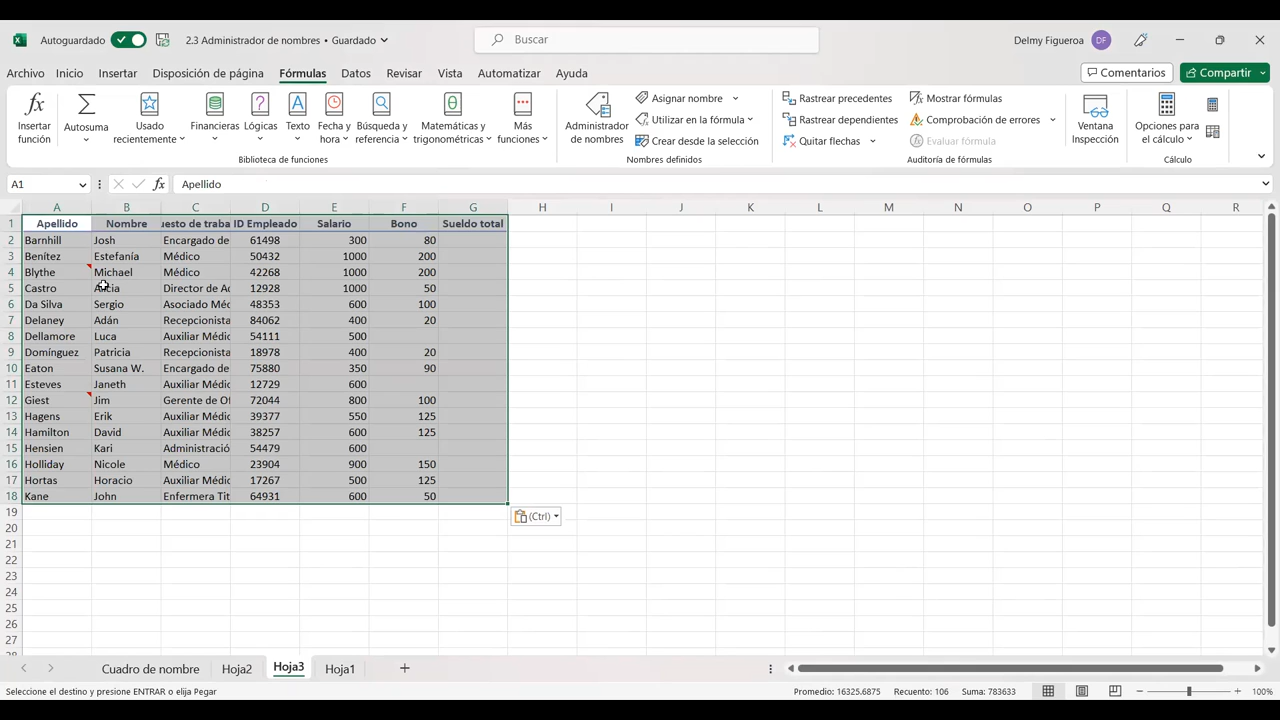 Autoguardado 2.3 Administrador de nombres • Guardado Buscar Delmy Figueroa DF
Archivo Inicio Insertar Disposición de página Fórmulas Datos Revisar Vista Automatizar Ayuda Comentarios Compartir
Insertar función
Autosuma
Usado recientemente
Financieras
Lógicas
Texto
Fecha y hora
Búsqueda y referencia
Matemáticas y trigonométricas
Más funciones
Biblioteca de funciones
Administrador de nombres
Asignar nombre
Utilizar en la fórmula
Crear desde la selección
Nombres definidos
Rastrear precedentes
Rastrear dependientes
Quitar flechas
Mostrar fórmulas
Comprobación de errores
Evaluar fórmula
Auditoría de fórmulas
Ventana Inspección
Opciones para el cálculo
Cálculo
A1 fx Apellido
A B C D E F G H I J K L M N O P Q R
1 Apellido Nombre uesto de traba ID Empleado Salario Bono Sueldo total
2 Barnhill Josh Encargado de 61498 300 80
3 Benítez Estefanía Médico 50432 1000 200
4 Blythe Michael Médico 42268 1000 200
5 Castro Alicia Director de Ac 12928 1000 50
6 Da Silva Sergio Asociado Méc 48353 600 100
7 Delaney Adán Recepcionista 84062 400 20
8 Dellamore Luca Auxiliar Médic 54111 500
9 Domínguez Patricia Recepcionista 18978 400 20
10 Eaton Susana W. Encargado de 75880 350 90
11 Esteves Janeth Auxiliar Médic 12729 600
12 Giest Jim Gerente de Of 72044 800 100
13 Hagens Erik Auxiliar Médic 39377 550 125
14 Hamilton David Auxiliar Médic 38257 600 125
15 Hensien Kari Administració 54479 600
16 Holliday Nicole Médico 23904 900 150
17 Hortas Horacio Auxiliar Médic 17267 500 125
18 Kane John Enfermera Tit 64931 600 50
19 (Ctrl)
20
21
22
23
24
25
26
27
28
Cuadro de nombre Hoja2 Hoja3 Hoja1
Seleccione el destino y presione ENTRAR o elija Pegar Promedio: 16325.6875 Recuento: 106 Suma: 783633 100%